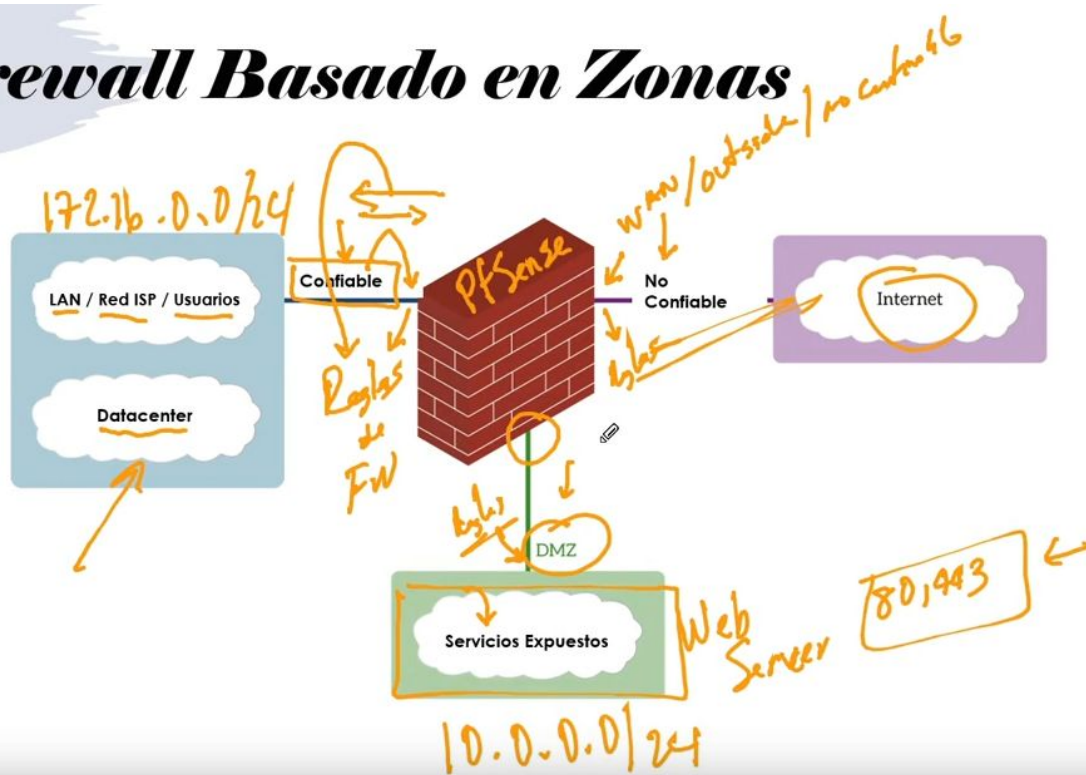 rewall Basado en Zonas
WAN/outside/no confiable
172.16.0.0/24
LAN / Red ISP / Usuarios
Datacenter
Confiable
PfSense
No
Confiable
Internet
Reglas
de
FW
Reglas
Reglas
DMZ
Servicios Expuestos
Web
Server
80,443
10.0.0.0/24